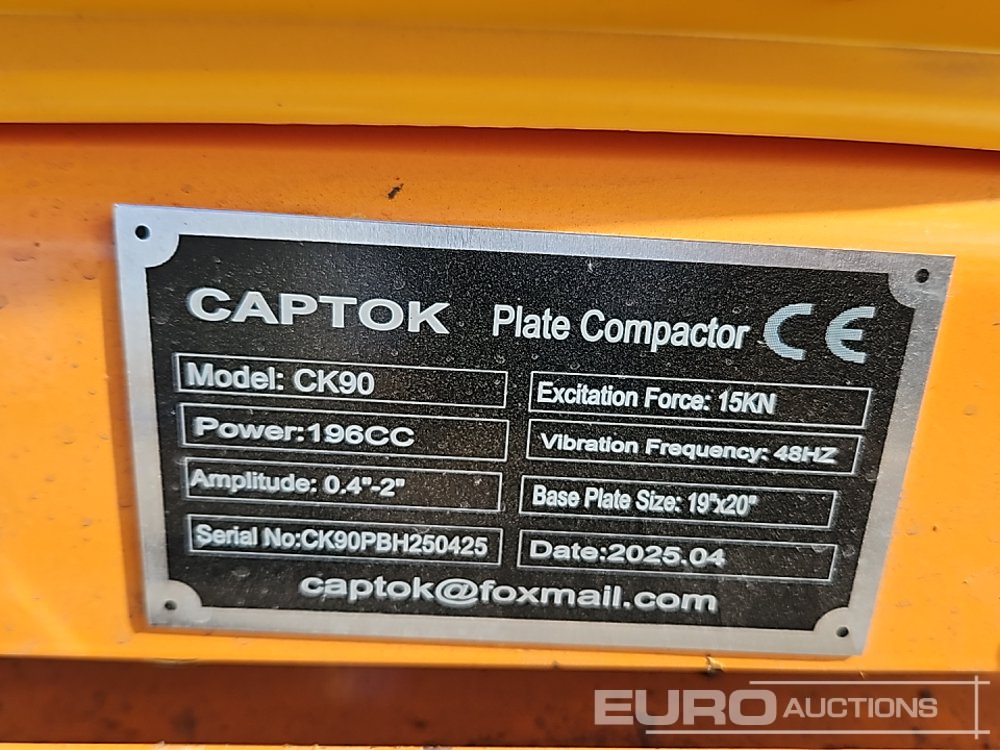 CAPTOK Plate Compactor CE
Model: CK90
Excitation Force: 15KN
Power:196CC
Vibration Frequency: 48HZ
Amplitude: 0.4"-2"
Base Plate Size: 19"x20"
Serial No:CK90PBH250425
Date:2025.04
captok@foxmail.com
EURO AUCTIONS